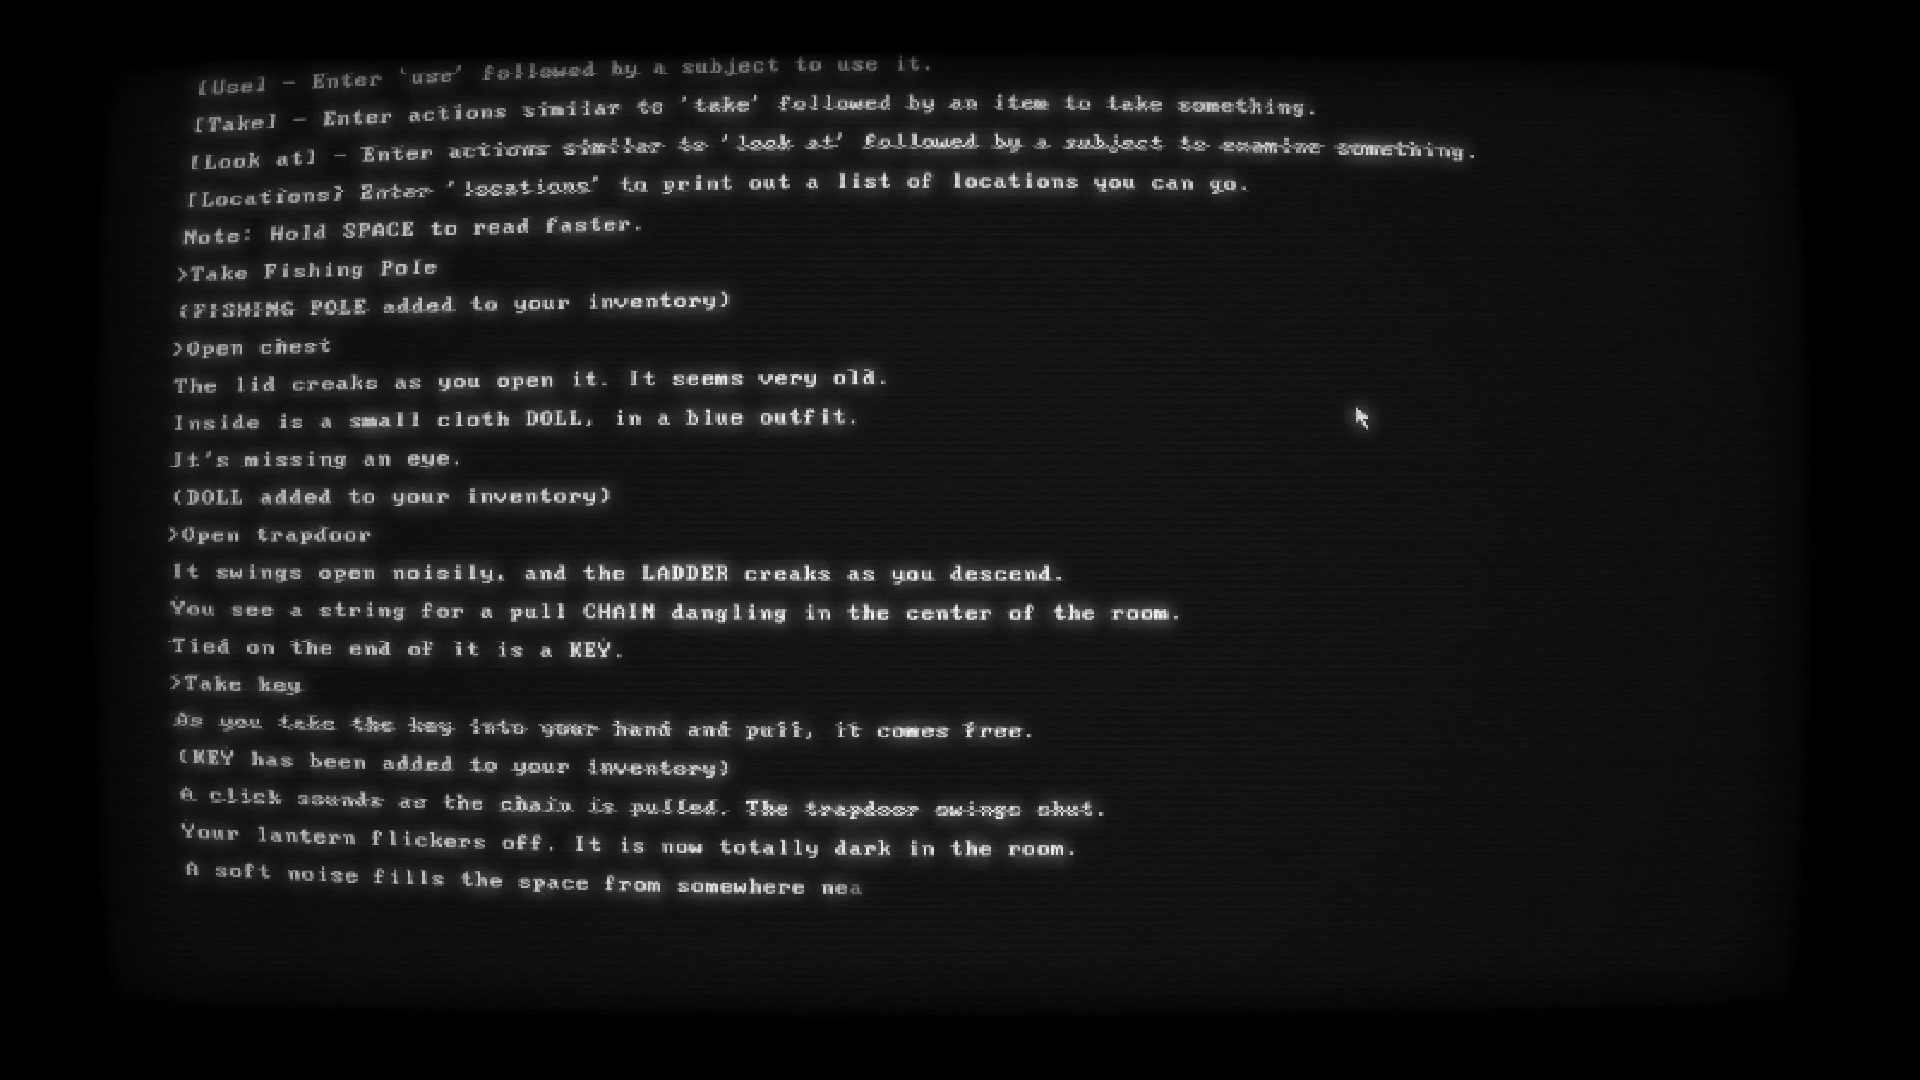 [Use] - Enter 'use' followed by a subject to use it.
[Take] - Enter actions similar to 'take' followed by an item to take something.
[Look at] - Enter actions similar to 'look at' followed by a subject to examine something.
[Locations] Enter 'locations' to print out a list of locations you can go.
Note: Hold SPACE to read faster.
>Take Fishing Pole
(FISHING POLE added to your inventory)
>Open chest
The lid creaks as you open it. It seems very old.
Inside is a small cloth DOLL, in a blue outfit.
It's missing an eye.
(DOLL added to your inventory)
>Open trapdoor
It swings open noisily, and the LADDER creaks as you descend.
You see a string for a pull CHAIN dangling in the center of the room.
Tied on the end of it is a KEY.
>Take key
As you take the key into your hand and pull, it comes free.
(KEY has been added to your inventory)
A click sounds as the chain is pulled. The trapdoor swings shut.
Your lantern flickers off. It is now totally dark in the room.
A soft noise fills the space from somewhere nea